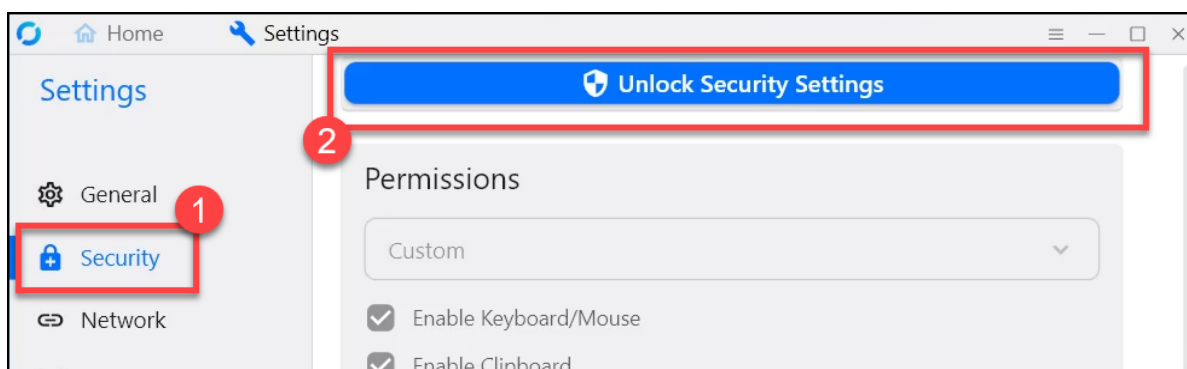 Home
Settings
Settings
Unlock Security Settings
2
Permissions
General
1
Custom
Security
Enable Keyboard/Mouse
Network
Enable Clipboard